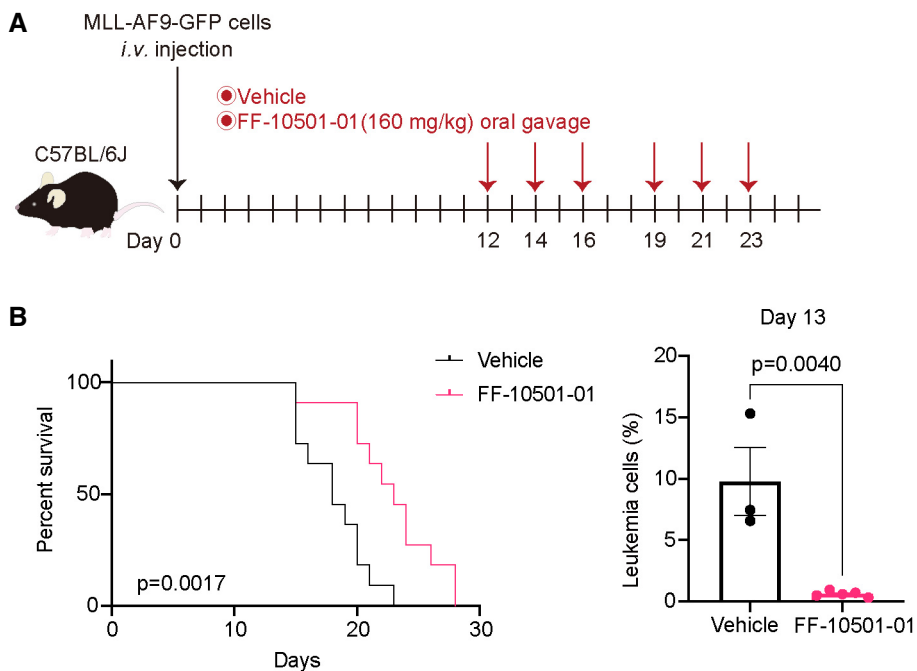 A
MLL-AF9-GFP cells
i.v. injection
Vehicle
FF-10501-01(160 mg/kg) oral gavage
C57BL/6J
Day 0
12 14 16 19 21 23
B
Vehicle
FF-10501-01
Percent survival
100
50
0
p=0.0017
0 10 20 30
Days
Day 13
Leukemia cells (%)
20
15
10
5
0
p=0.0040
Vehicle FF-10501-01